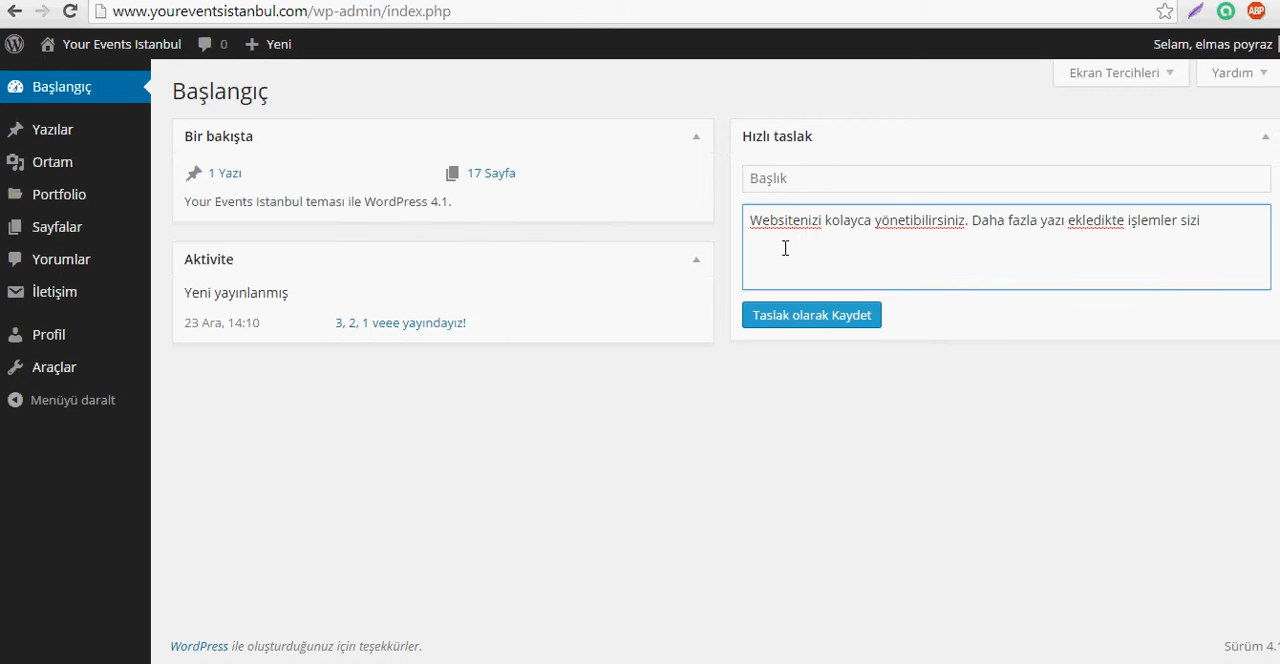 www.youreventsistanbul.com/wp-admin/index.php
ABP
Your Events Istanbul 0 Yeni
Selam, elmas poyraz
Başlangıç
Yazılar
Ortam
Portfolio
Sayfalar
Yorumlar
İletişim
Profil
Araçlar
Menüyü daralt
Ekran Tercihleri
Yardım
Başlangıç
Bir bakışta
1 Yazı
17 Sayfa
Your Events Istanbul teması ile WordPress 4.1.
Aktivite
Yeni yayınlanmış
23 Ara, 14:10
3, 2, 1 veee yayındayız!
Hızlı taslak
Başlık
Websitenizi kolayca yönetibilirsiniz. Daha fazla yazı ekledikte işlemler sizi
Taslak olarak Kaydet
WordPress ile oluşturduğunuz için teşekkürler.
Sürüm 4.1